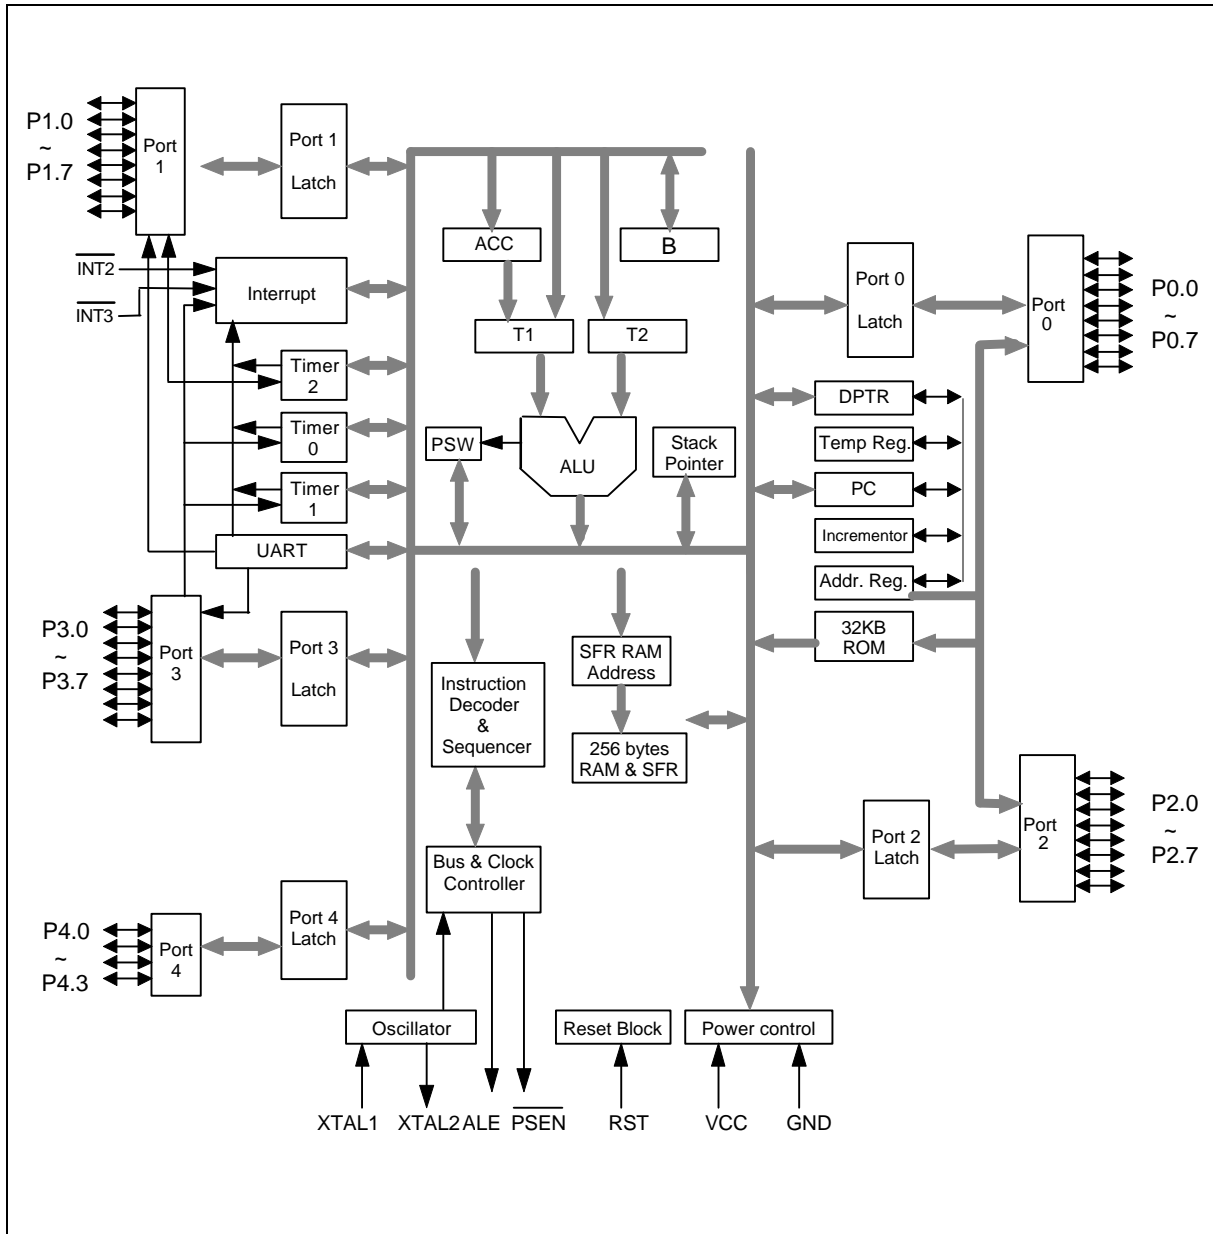 P1.0
~
P1.7
Port
1
Port 1
Latch
INT2
INT3
Interrupt
Timer
2
Timer
0
Timer
1
UART
P3.0
~
P3.7
Port
3
Port 3
Latch
P4.0
~
P4.3
Port
4
Port 4
Latch
ACC
B
T1
T2
PSW
ALU
Stack
Pointer
Instruction
Decoder
&
Sequencer
SFR RAM
Address
256 bytes
RAM & SFR
Bus & Clock
Controller
Oscillator
Reset Block
Power control
XTAL1
XTAL2
ALE
PSEN
RST
VCC
GND
Port 0
Latch
Port
0
P0.0
~
P0.7
DPTR
Temp Reg.
PC
Incrementor
Addr. Reg.
32KB
ROM
Port 2
Latch
Port
2
P2.0
~
P2.7